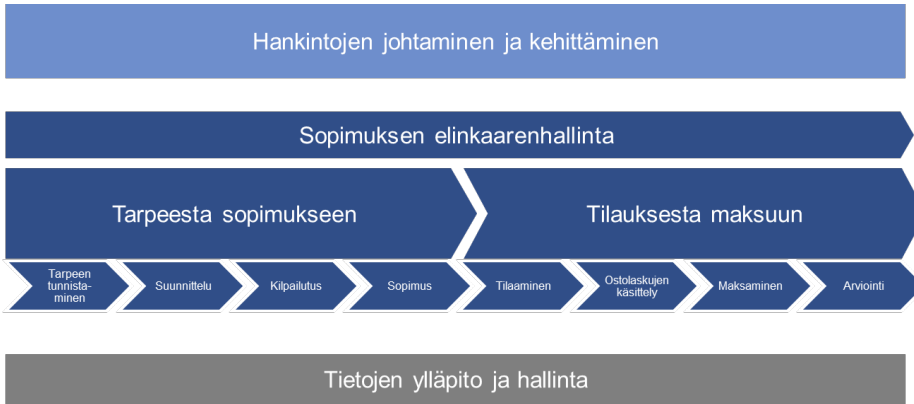 Hankintojen johtaminen ja kehittäminen
Sopimuksen elinkaarenhallinta
Tarpeesta sopimukseen
Tilauksesta maksuun
Tarpeen
tunnista-
minen
Suunnittelu
Kilpailutus
Sopimus
Tilaaminen
Ostolaskujen
käsittely
Maksaminen
Arviointi
Tietojen ylläpito ja hallinta